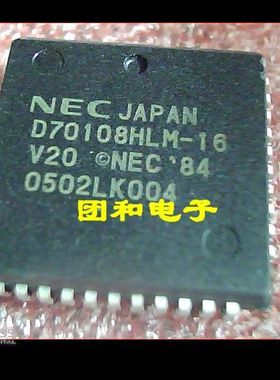 NEC JAPAN
D70108HLM-16
V20 ©NEC '84
0502LK004
团和电子